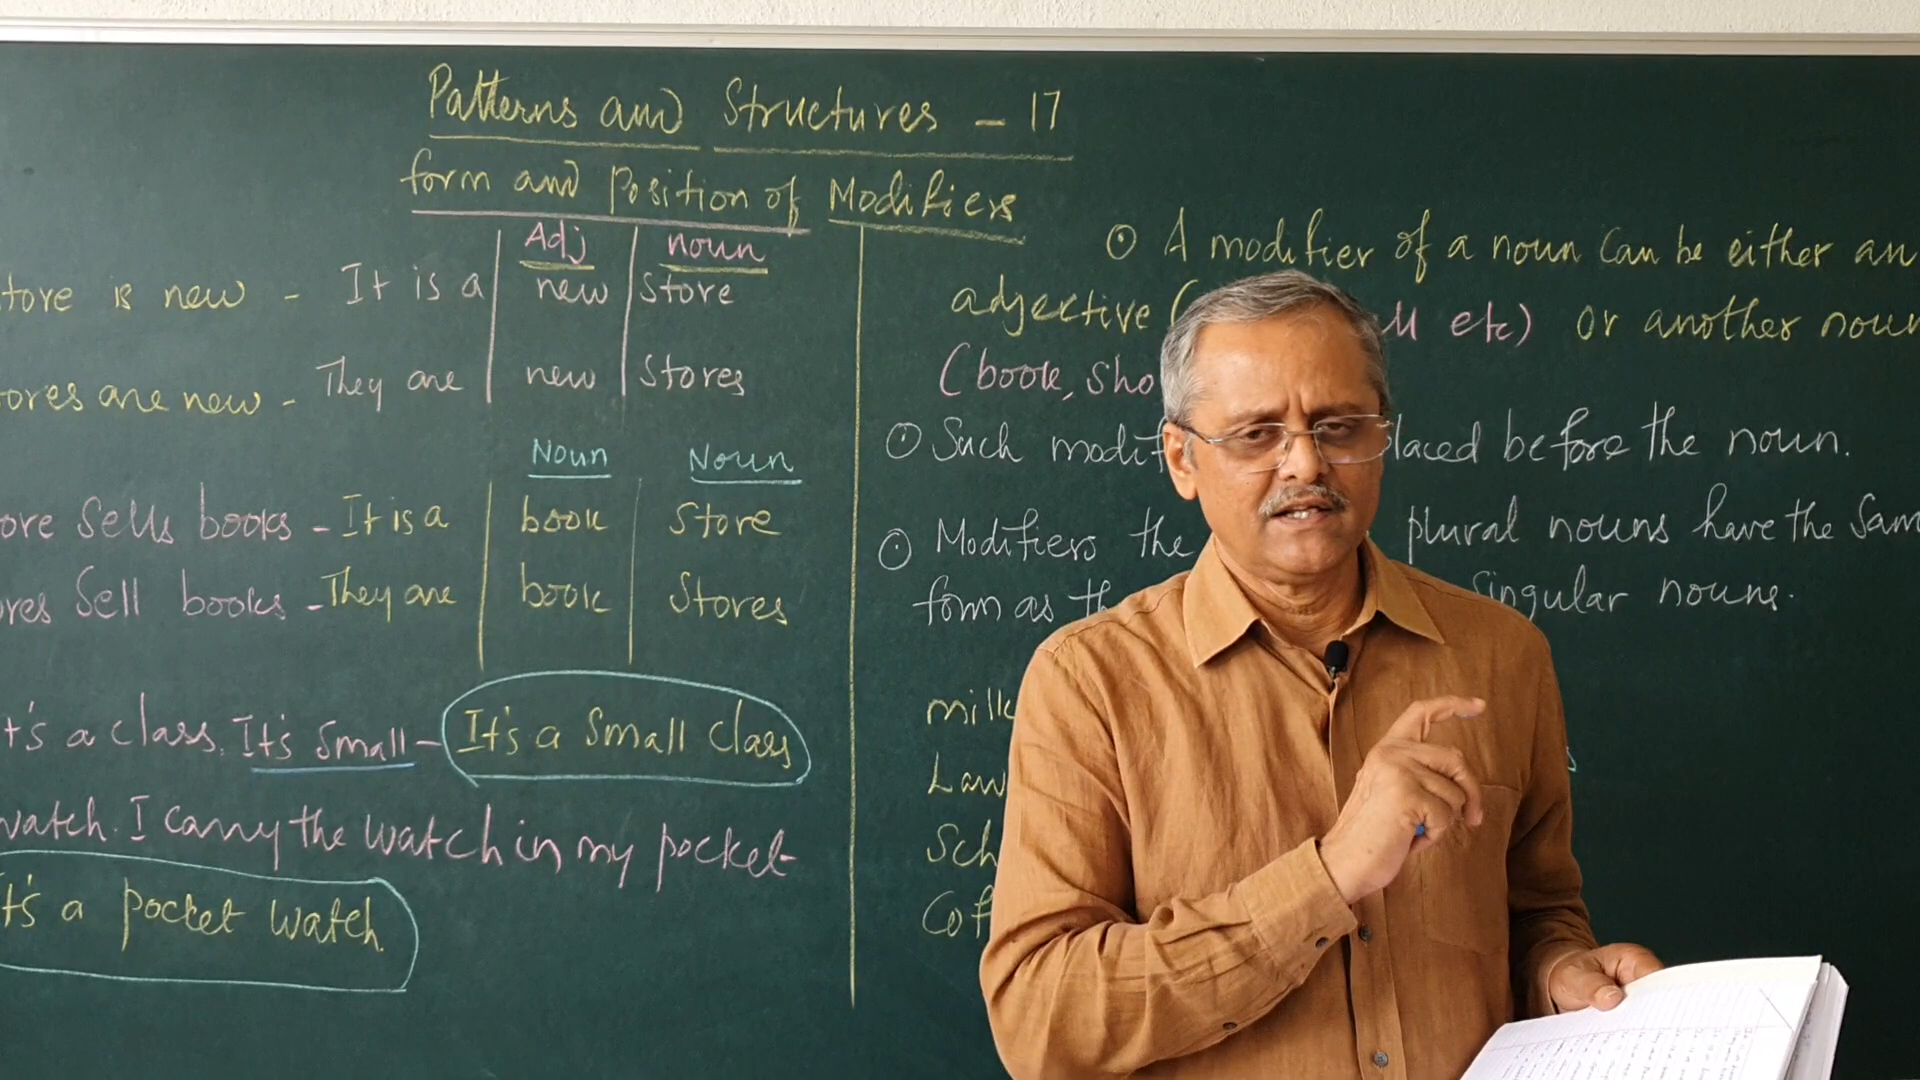 Patterns and Structures - 17
form and Position of Modifiers
Adj noun
tore is new - It is a new store
ores are new - They are new stores
Noun Noun
ore sells books - It is a book store
res sell books - They are book stores
t's a class. It's small - It's a small class
watch. I carry the watch in my pocket-
t's a pocket watch.
A modifier of a noun can be either an
adjective ( etc) or another noun
(book, sho
Such modif laced before the noun.
Modifiers the plural nouns have the same
form as th singular nouns.
milk
Law
Sch
Cof